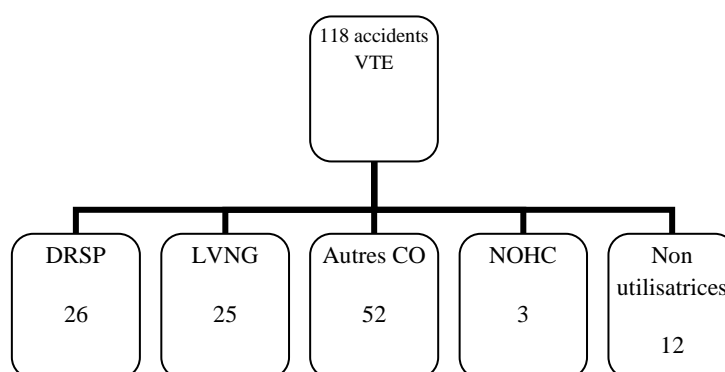 118 accidents
VTE
DRSP
26
LVNG
25
Autres CO
52
NOHC
3
Non
utilisatrices
12